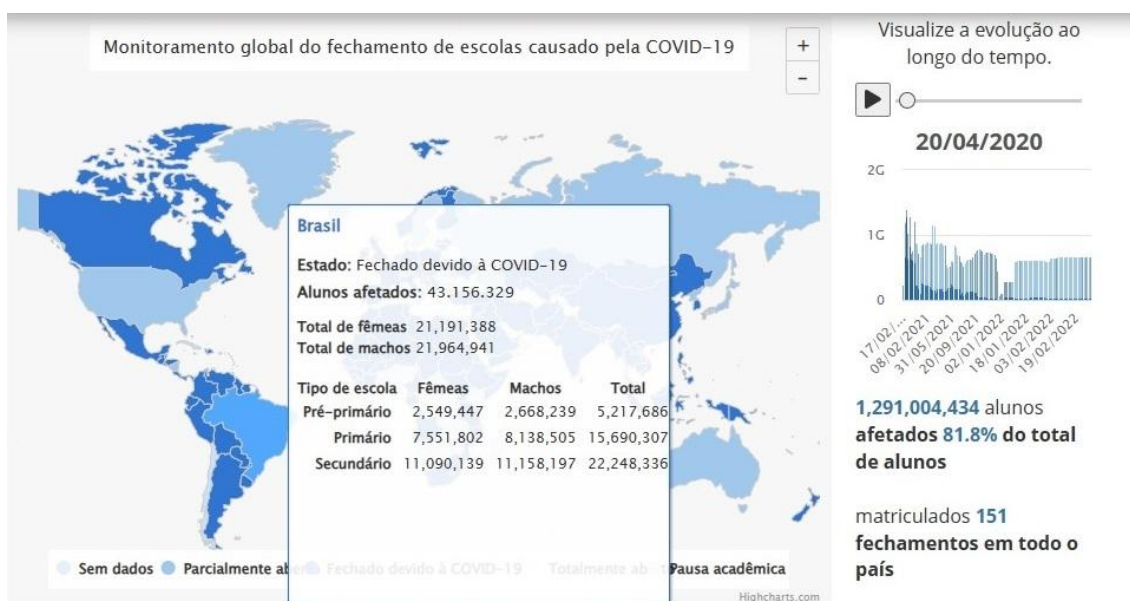 Monitoramento global do fechamento de escolas causado pela COVID-19
+
-
Brasil
Estado: Fechado devido à COVID-19
Alunos afetados: 43.156.329
Total de fêmeas 21,191,388
Total de machos 21,964,941
Tipo de escola Fêmeas Machos Total
Pré-primário 2,549,447 2,668,239 5,217,686
Primário 7,551,802 8,138,505 15,690,307
Secundário 11,090,139 11,158,197 22,248,336
Sem dados Parcialmente ab Fechado devido à COVID-19 Totalmente ab Pausa acadêmica
Highcharts.com
Visualize a evolução ao
longo do tempo.
20/04/2020
2G
1G
0
17/02/...
08/02/2021
31/05/2021
20/09/2021
02/01/2022
18/01/2022
03/02/2022
19/02/2022
1,291,004,434 alunos
afetados 81.8% do total
de alunos
matriculados 151
fechamentos em todo o
país